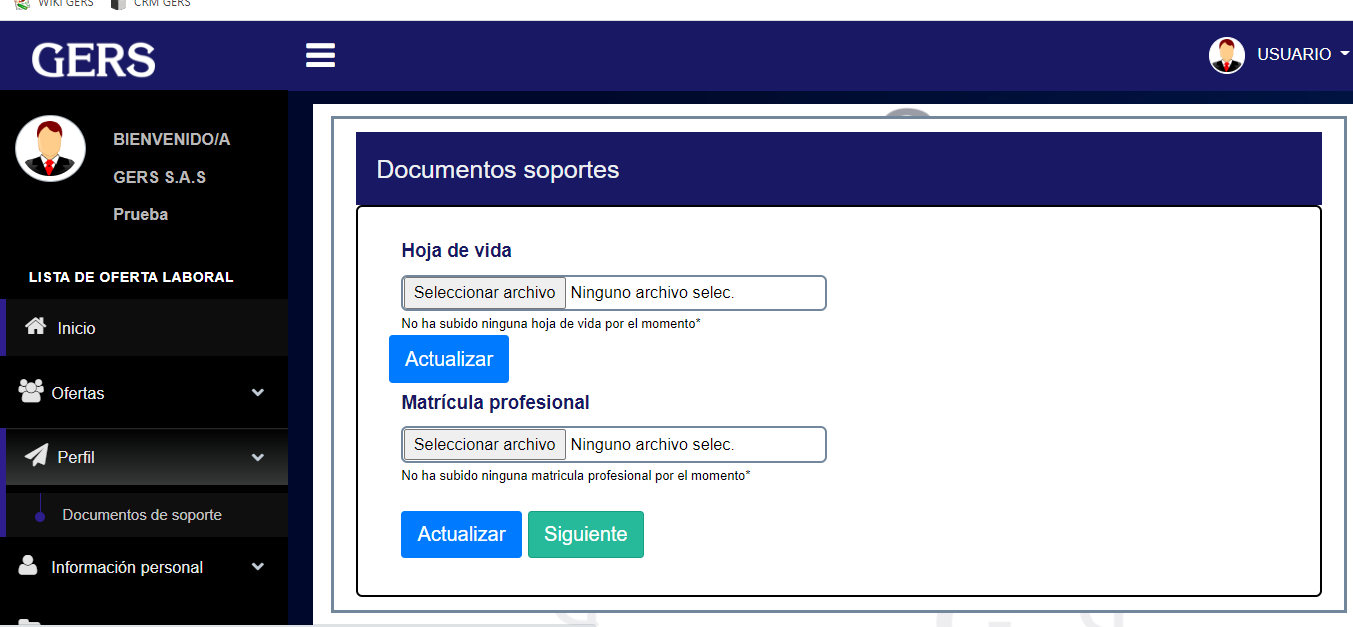 WIKI GERS CRM GERS
GERS
USUARIO
BIENVENIDO/A
GERS S.A.S
Prueba
LISTA DE OFERTA LABORAL
Inicio
Ofertas
Perfil
Documentos de soporte
Información personal
Documentos soportes
Hoja de vida
Seleccionar archivo Ninguno archivo selec.
No ha subido ninguna hoja de vida por el momento*
Actualizar
Matrícula profesional
Seleccionar archivo Ninguno archivo selec.
No ha subido ninguna matricula profesional por el momento*
Actualizar Siguiente